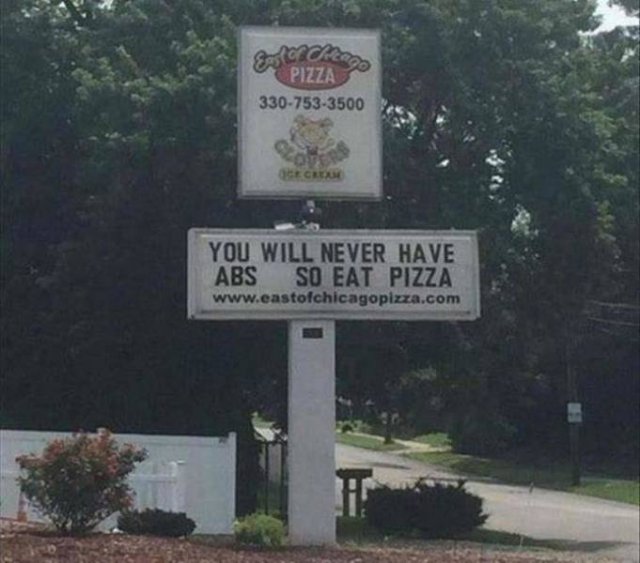 East of Chicago
PIZZA
330-753-3500
ICE CREAM
YOU WILL NEVER HAVE
ABS SO EAT PIZZA
www.eastofchicagopizza.com